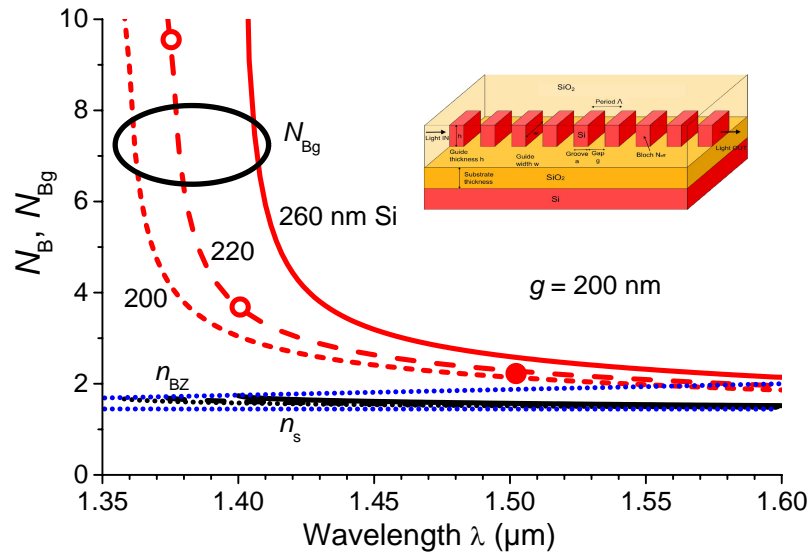 10
8
6
4
2
0
N_B, N_Bg
1.35
1.40
1.45
1.50
1.55
1.60
Wavelength λ (µm)
N_Bg
260 nm Si
220
200
g = 200 nm
n_BZ
n_s
SiO₂
Period Λ
Light IN
h
Si
Light OUT
Guide
thickness h
Guide
width w
Groove
a
Gap
g
Bloch N_eff
Substrate
thickness
SiO₂
Si